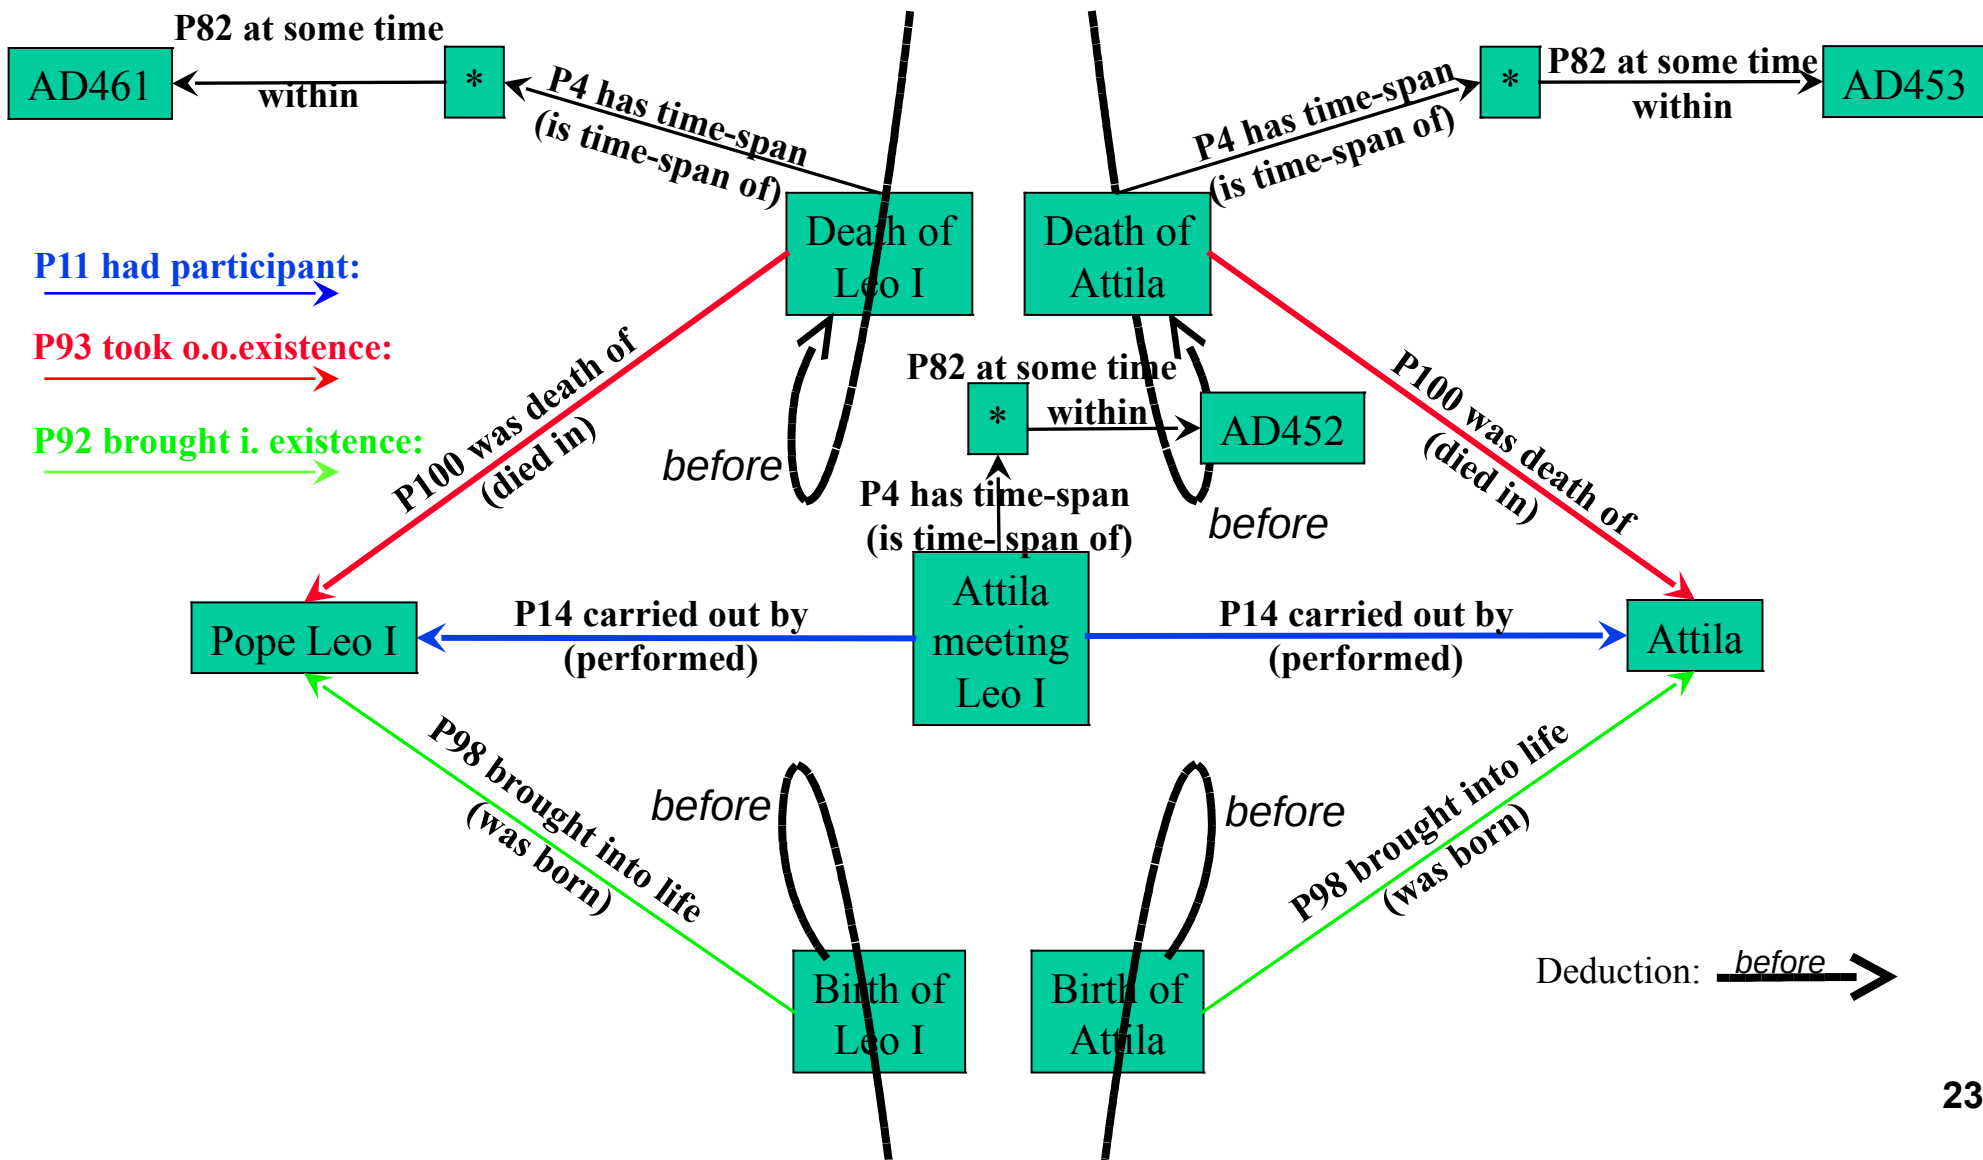 P82 at some time
within
AD461
*
P4 has time-span
(is time-span of)
P4 has time-span
(is time-span of)
*
P82 at some time
within
AD453
Death of
Leo I
Death of
Attila
P11 had participant:
P93 took o.o.existence:
P92 brought i. existence:
P100 was death of
(died in)
before
P82 at some time
within
*
AD452
P4 has time-span
(is time- span of)
before
P100 was death of
(died in)
Pope Leo I
P14 carried out by
(performed)
Attila
meeting
Leo I
P14 carried out by
(performed)
Attila
P98 brought into life
(was born)
before
before
P98 brought into life
(was born)
Birth of
Leo I
Birth of
Attila
Deduction: before
23